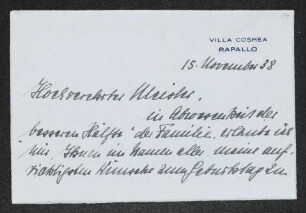 VILLA COSMEA
RAPALLO
15. November 38
Hochverehrter Meister,
in Abwesenheit der
"besseren Hälfte" der Familie, erlaube ich
mir, Ihnen im Namen aller meine auf-
richtigsten Wünsche zum Geburtstag zu